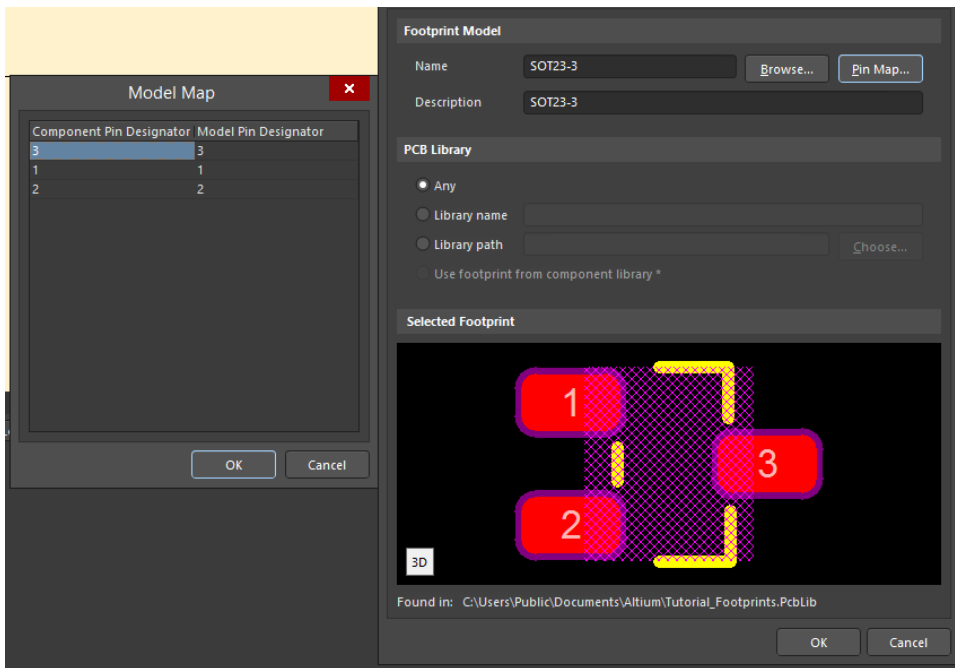 Model Map
Component Pin Designator Model Pin Designator
3 3
1 1
2 2
OK Cancel
Footprint Model
Name SOT23-3 Browse... Pin Map...
Description SOT23-3
PCB Library
Any
Library name
Library path Choose...
Use footprint from component library *
Selected Footprint
1
3
2
3D
Found in: C:\Users\Public\Documents\Altium\Tutorial_Footprints.PcbLib
OK Cancel